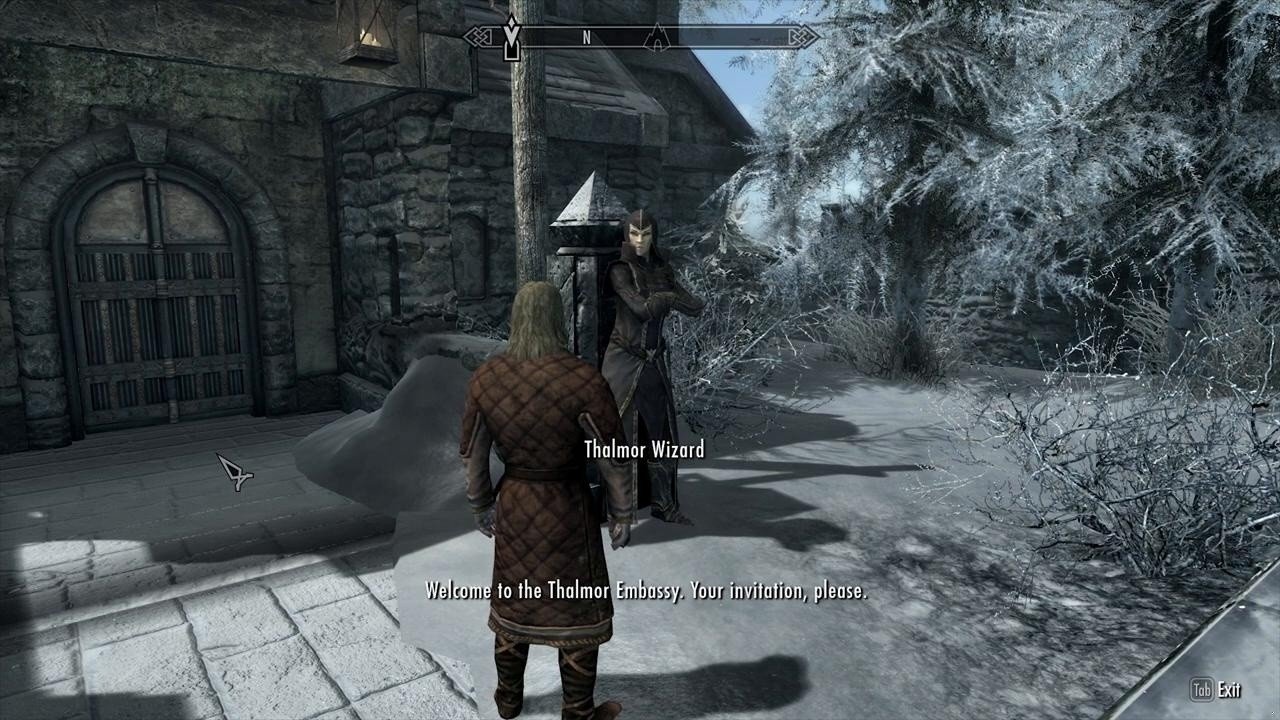 N
Thalmor Wizard
Welcome to the Thalmor Embassy. Your invitation, please.
Tab Exit